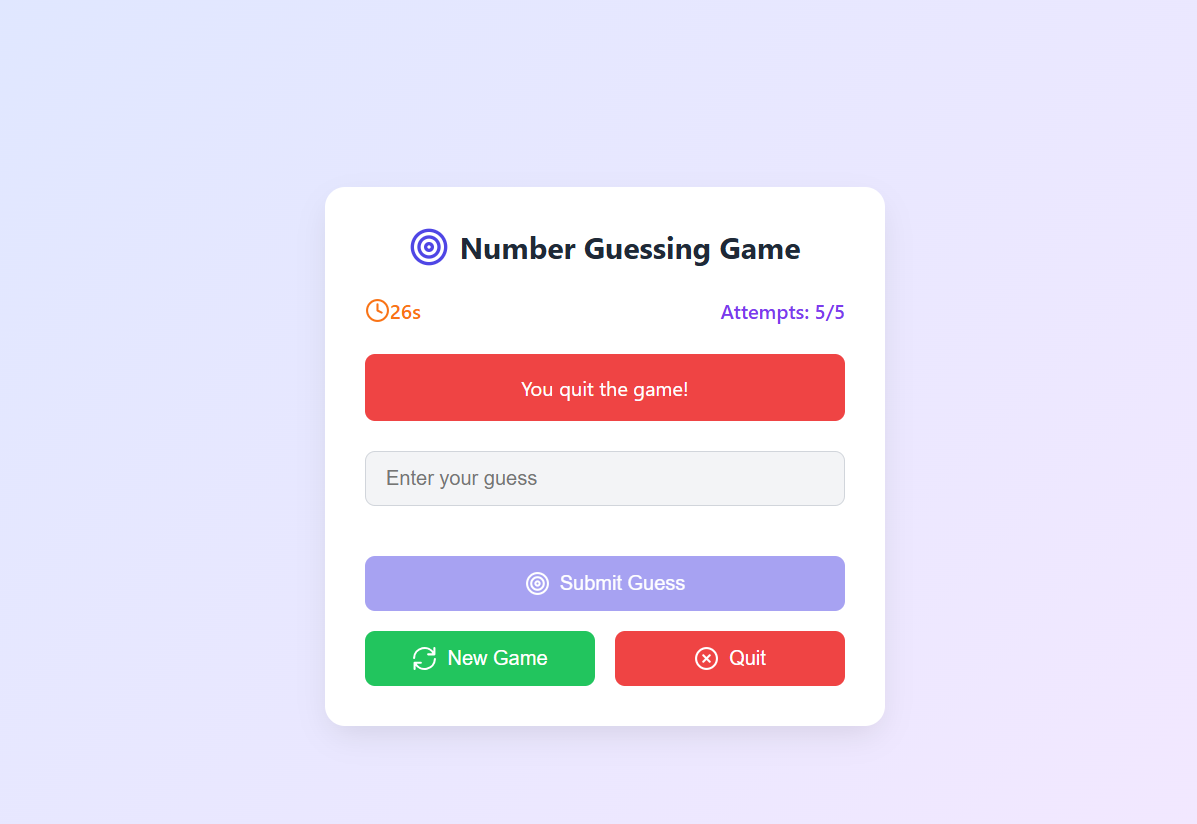 Number Guessing Game
26s Attempts: 5/5
You quit the game!
Enter your guess
Submit Guess
New Game Quit